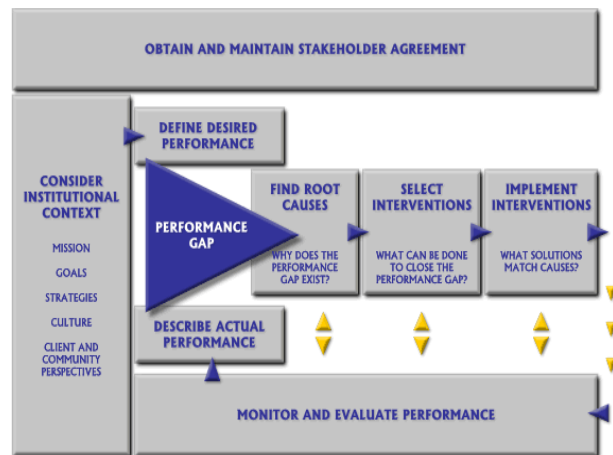 OBTAIN AND MAINTAIN STAKEHOLDER AGREEMENT
CONSIDER
INSTITUTIONAL
CONTEXT
MISSION
GOALS
STRATEGIES
CULTURE
CLIENT AND
COMMUNITY
PERSPECTIVES
DEFINE DESIRED
PERFORMANCE
PERFORMANCE
GAP
DESCRIBE ACTUAL
PERFORMANCE
FIND ROOT
CAUSES
WHY DOES THE
PERFORMANCE
GAP EXIST?
SELECT
INTERVENTIONS
WHAT CAN BE DONE
TO CLOSE THE
PERFORMANCE GAP?
IMPLEMENT
INTERVENTIONS
WHAT SOLUTIONS
MATCH CAUSES?
MONITOR AND EVALUATE PERFORMANCE